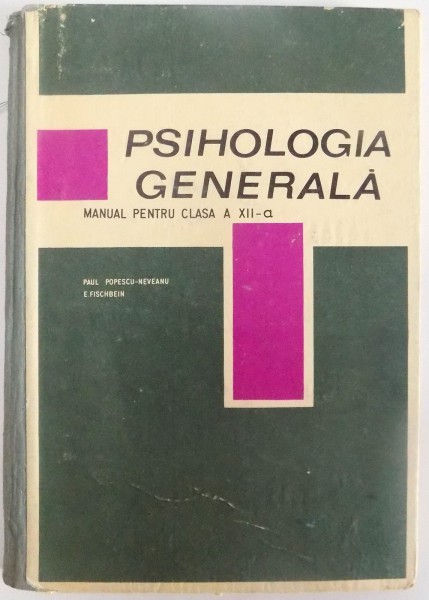 PSIHOLOGIA
GENERALĂ
MANUAL PENTRU CLASA A XII-a
PAUL POPESCU-NEVEANU
E. FISCHBEIN